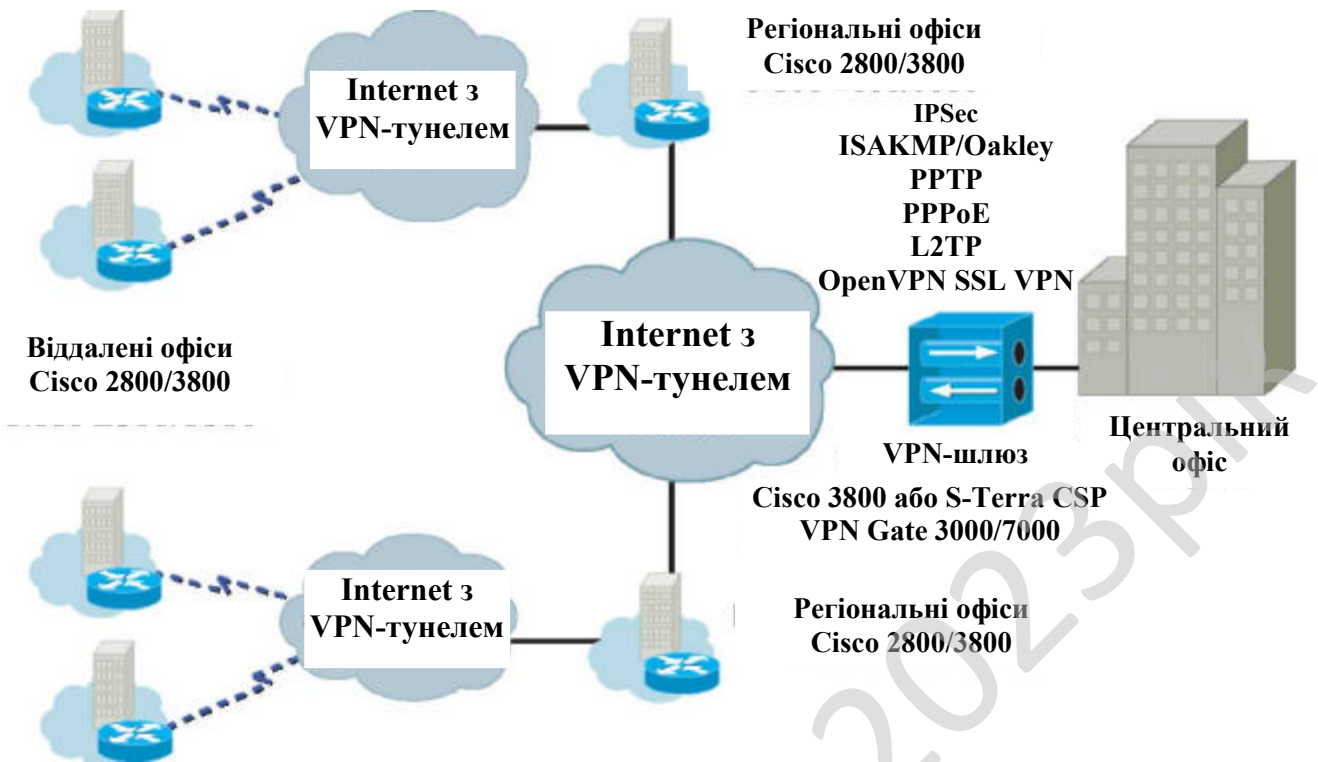 Регіональні офіси
Cisco 2800/3800
Internet з
VPN-тунелем
IPSec
ISAKMP/Oakley
PPTP
PPPoE
L2TP
OpenVPN SSL VPN
Internet з
VPN-тунелем
Віддалені офіси
Cisco 2800/3800
Центральний
офіс
VPN-шлюз
Cisco 3800 або S-Terra CSP
VPN Gate 3000/7000
Internet з
VPN-тунелем
Регіональні офіси
Cisco 2800/3800